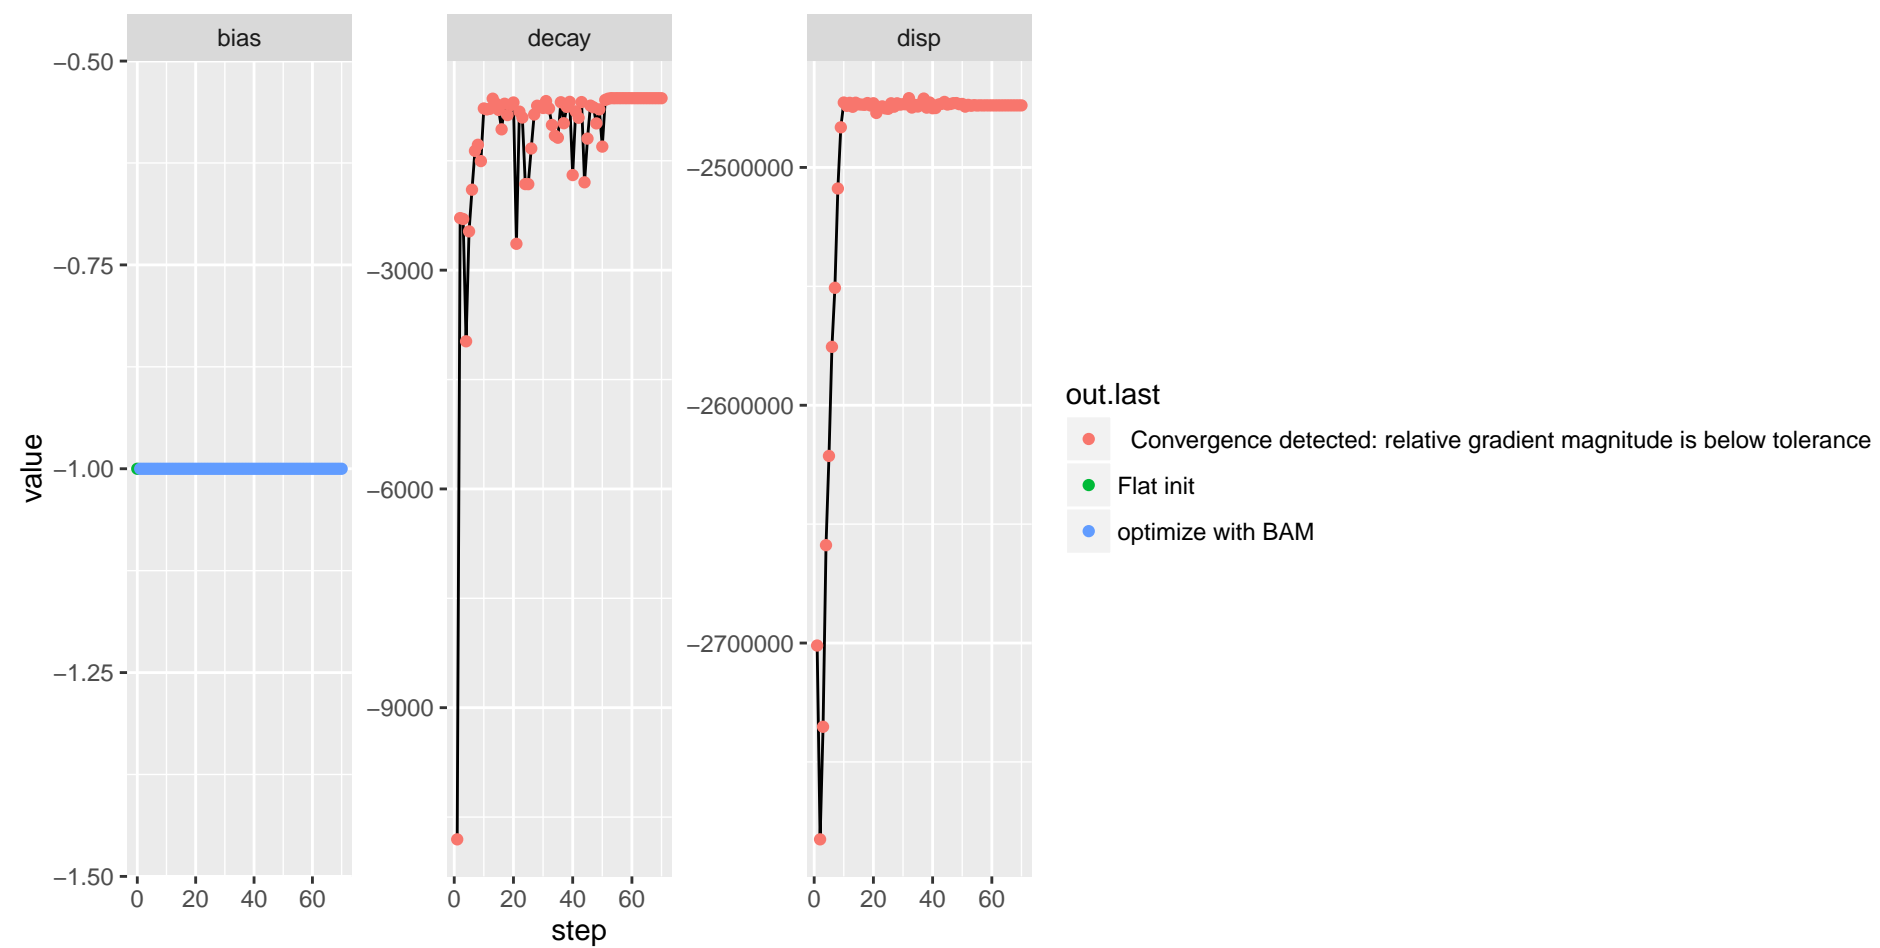 bias
decay
disp
value
−0.50
−0.75
−1.00
−1.25
−1.50
−3000
−6000
−9000
−2500000
−2600000
−2700000
0 20 40 60
0 20 40 60
0 20 40 60
step
out.last
Convergence detected: relative gradient magnitude is below tolerance
Flat init
optimize with BAM